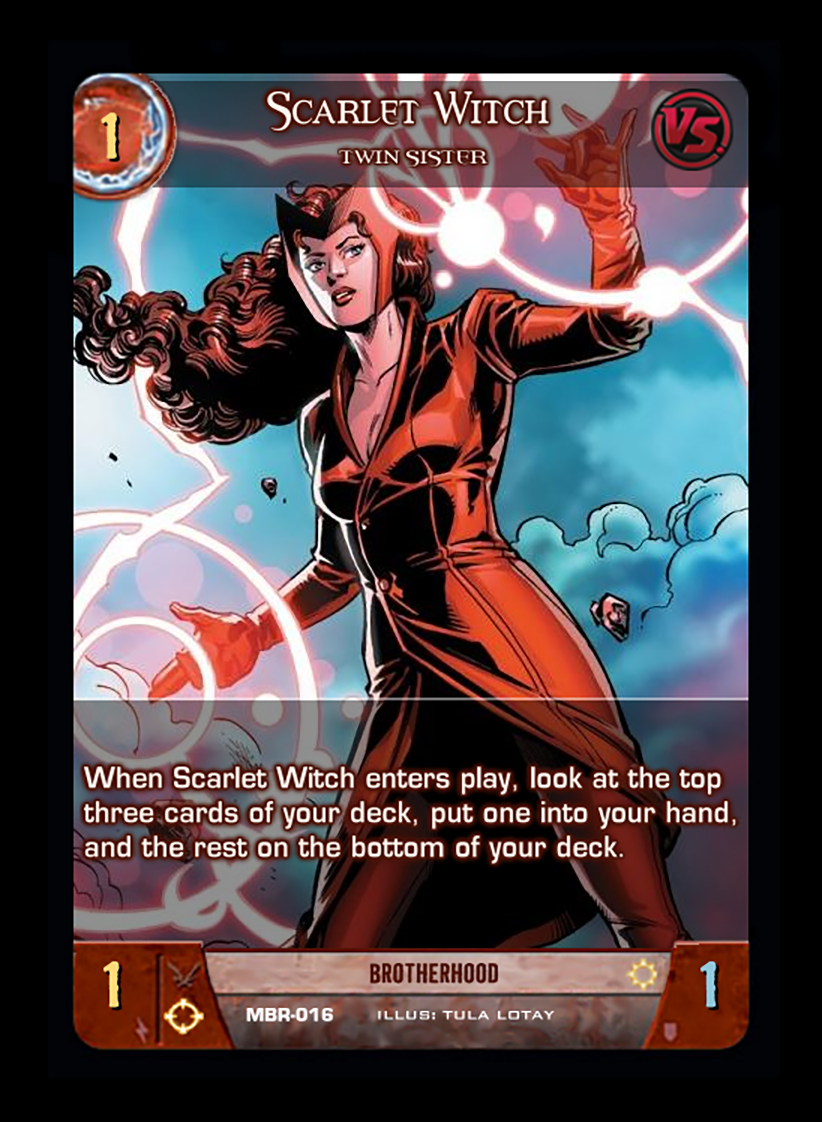 1
SCARLET WITCH
VS.
TWIN SISTER
When Scarlet Witch enters play, look at the top
three cards of your deck, put one into your hand,
and the rest on the bottom of your deck.
1
BROTHERHOOD
1
MBR-016 ILLUS: TULA LOTAY